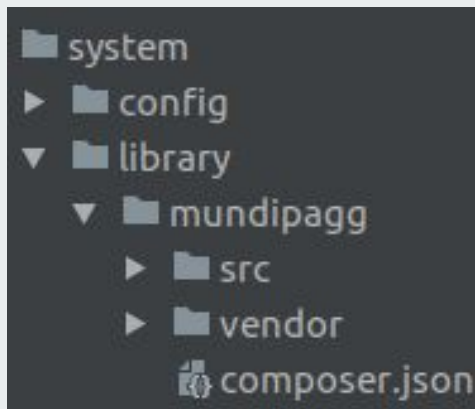 system
config
library
mundipagg
src
vendor
composer.json